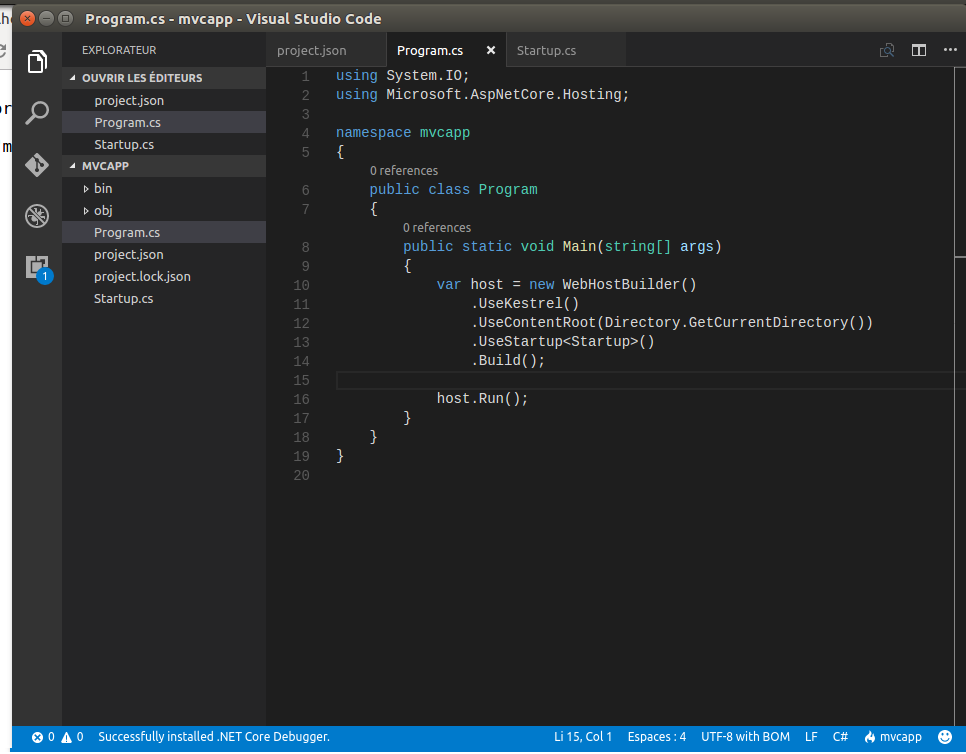 Program.cs - mvcapp - Visual Studio Code
EXPLORATEUR
project.json
Program.cs
Startup.cs
OUVRIR LES ÉDITEURS
project.json
Program.cs
Startup.cs
MVCAPP
bin
obj
Program.cs
project.json
project.lock.json
Startup.cs
1
1 using System.IO;
2 using Microsoft.AspNetCore.Hosting;
3
4 namespace mvcapp
5 {
0 references
6 public class Program
7 {
0 references
8 public static void Main(string[] args)
9 {
10 var host = new WebHostBuilder()
11 .UseKestrel()
12 .UseContentRoot(Directory.GetCurrentDirectory())
13 .UseStartup<Startup>()
14 .Build();
15
16 host.Run();
17 }
18 }
19 }
20
0 0 Successfully installed .NET Core Debugger. Li 15, Col 1 Espaces : 4 UTF-8 with BOM LF C# mvcapp